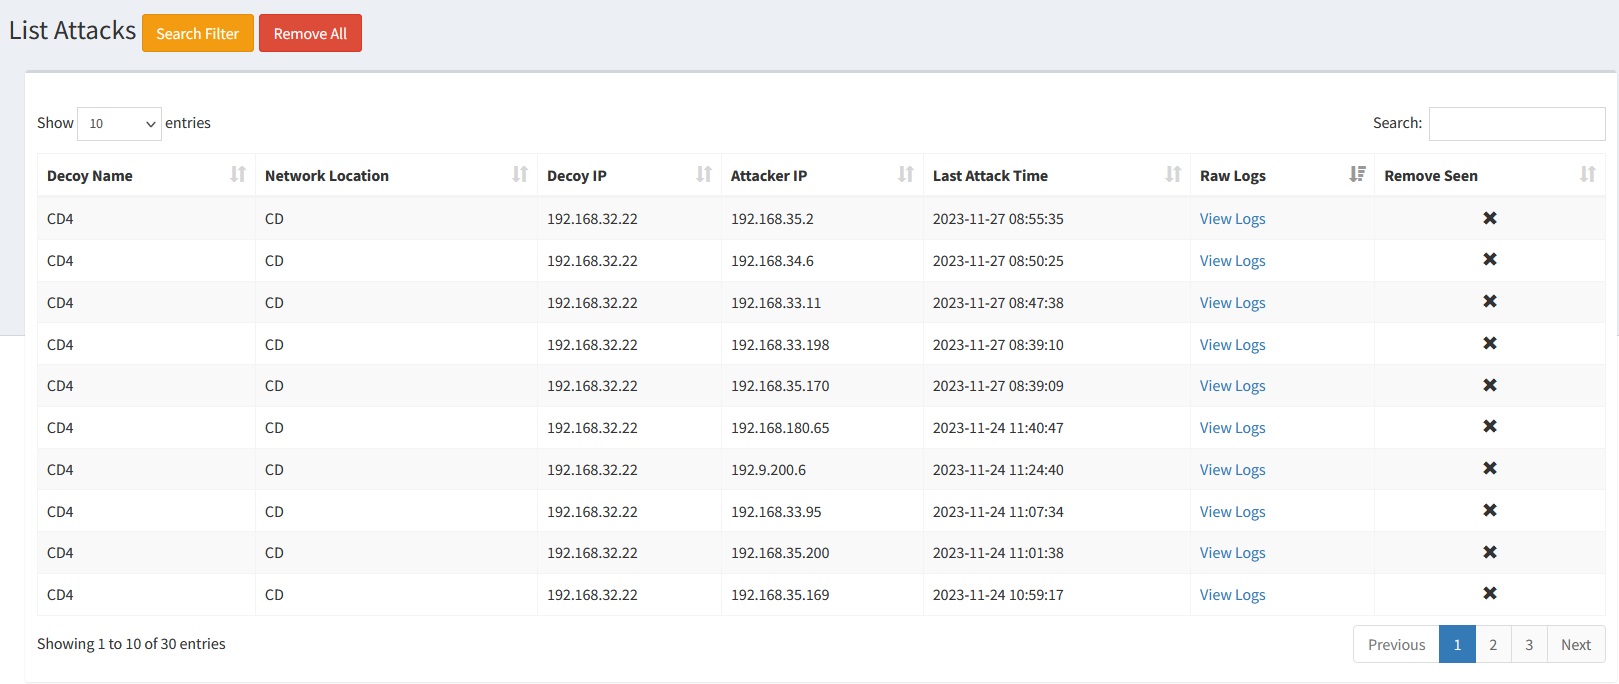 List Attacks Search Filter Remove All
Show 10 entries Search:
Decoy Name Network Location Decoy IP Attacker IP Last Attack Time Raw Logs Remove Seen
CD4 CD 192.168.32.22 192.168.35.2 2023-11-27 08:55:35 View Logs
CD4 CD 192.168.32.22 192.168.34.6 2023-11-27 08:50:25 View Logs
CD4 CD 192.168.32.22 192.168.33.11 2023-11-27 08:47:38 View Logs
CD4 CD 192.168.32.22 192.168.33.198 2023-11-27 08:39:10 View Logs
CD4 CD 192.168.32.22 192.168.35.170 2023-11-27 08:39:09 View Logs
CD4 CD 192.168.32.22 192.168.180.65 2023-11-24 11:40:47 View Logs
CD4 CD 192.168.32.22 192.9.200.6 2023-11-24 11:24:40 View Logs
CD4 CD 192.168.32.22 192.168.33.95 2023-11-24 11:07:34 View Logs
CD4 CD 192.168.32.22 192.168.35.200 2023-11-24 11:01:38 View Logs
CD4 CD 192.168.32.22 192.168.35.169 2023-11-24 10:59:17 View Logs
Showing 1 to 10 of 30 entries Previous 1 2 3 Next